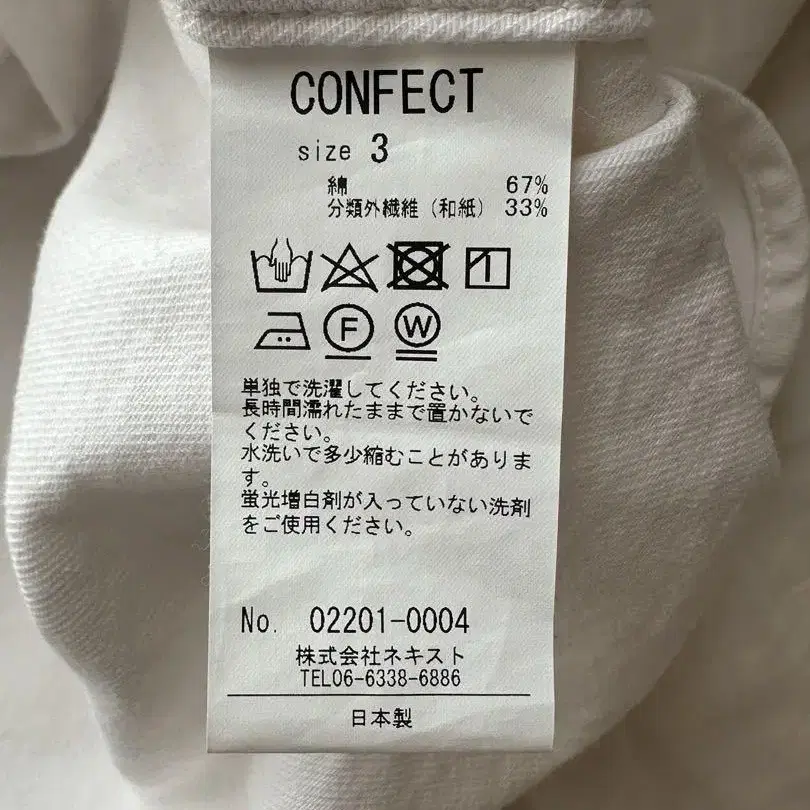 CONFECT
size 3
綿 67%
分類外繊維（和紙） 33%
F W
単独で洗濯してください。
長時間濡れたままで置かないで
ください。
水洗いで多少縮むことがありま
す。
蛍光増白剤が入っていない洗剤
をご使用ください。
No. 02201-0004
株式会社ネキスト
TEL06-6338-6886
日本製